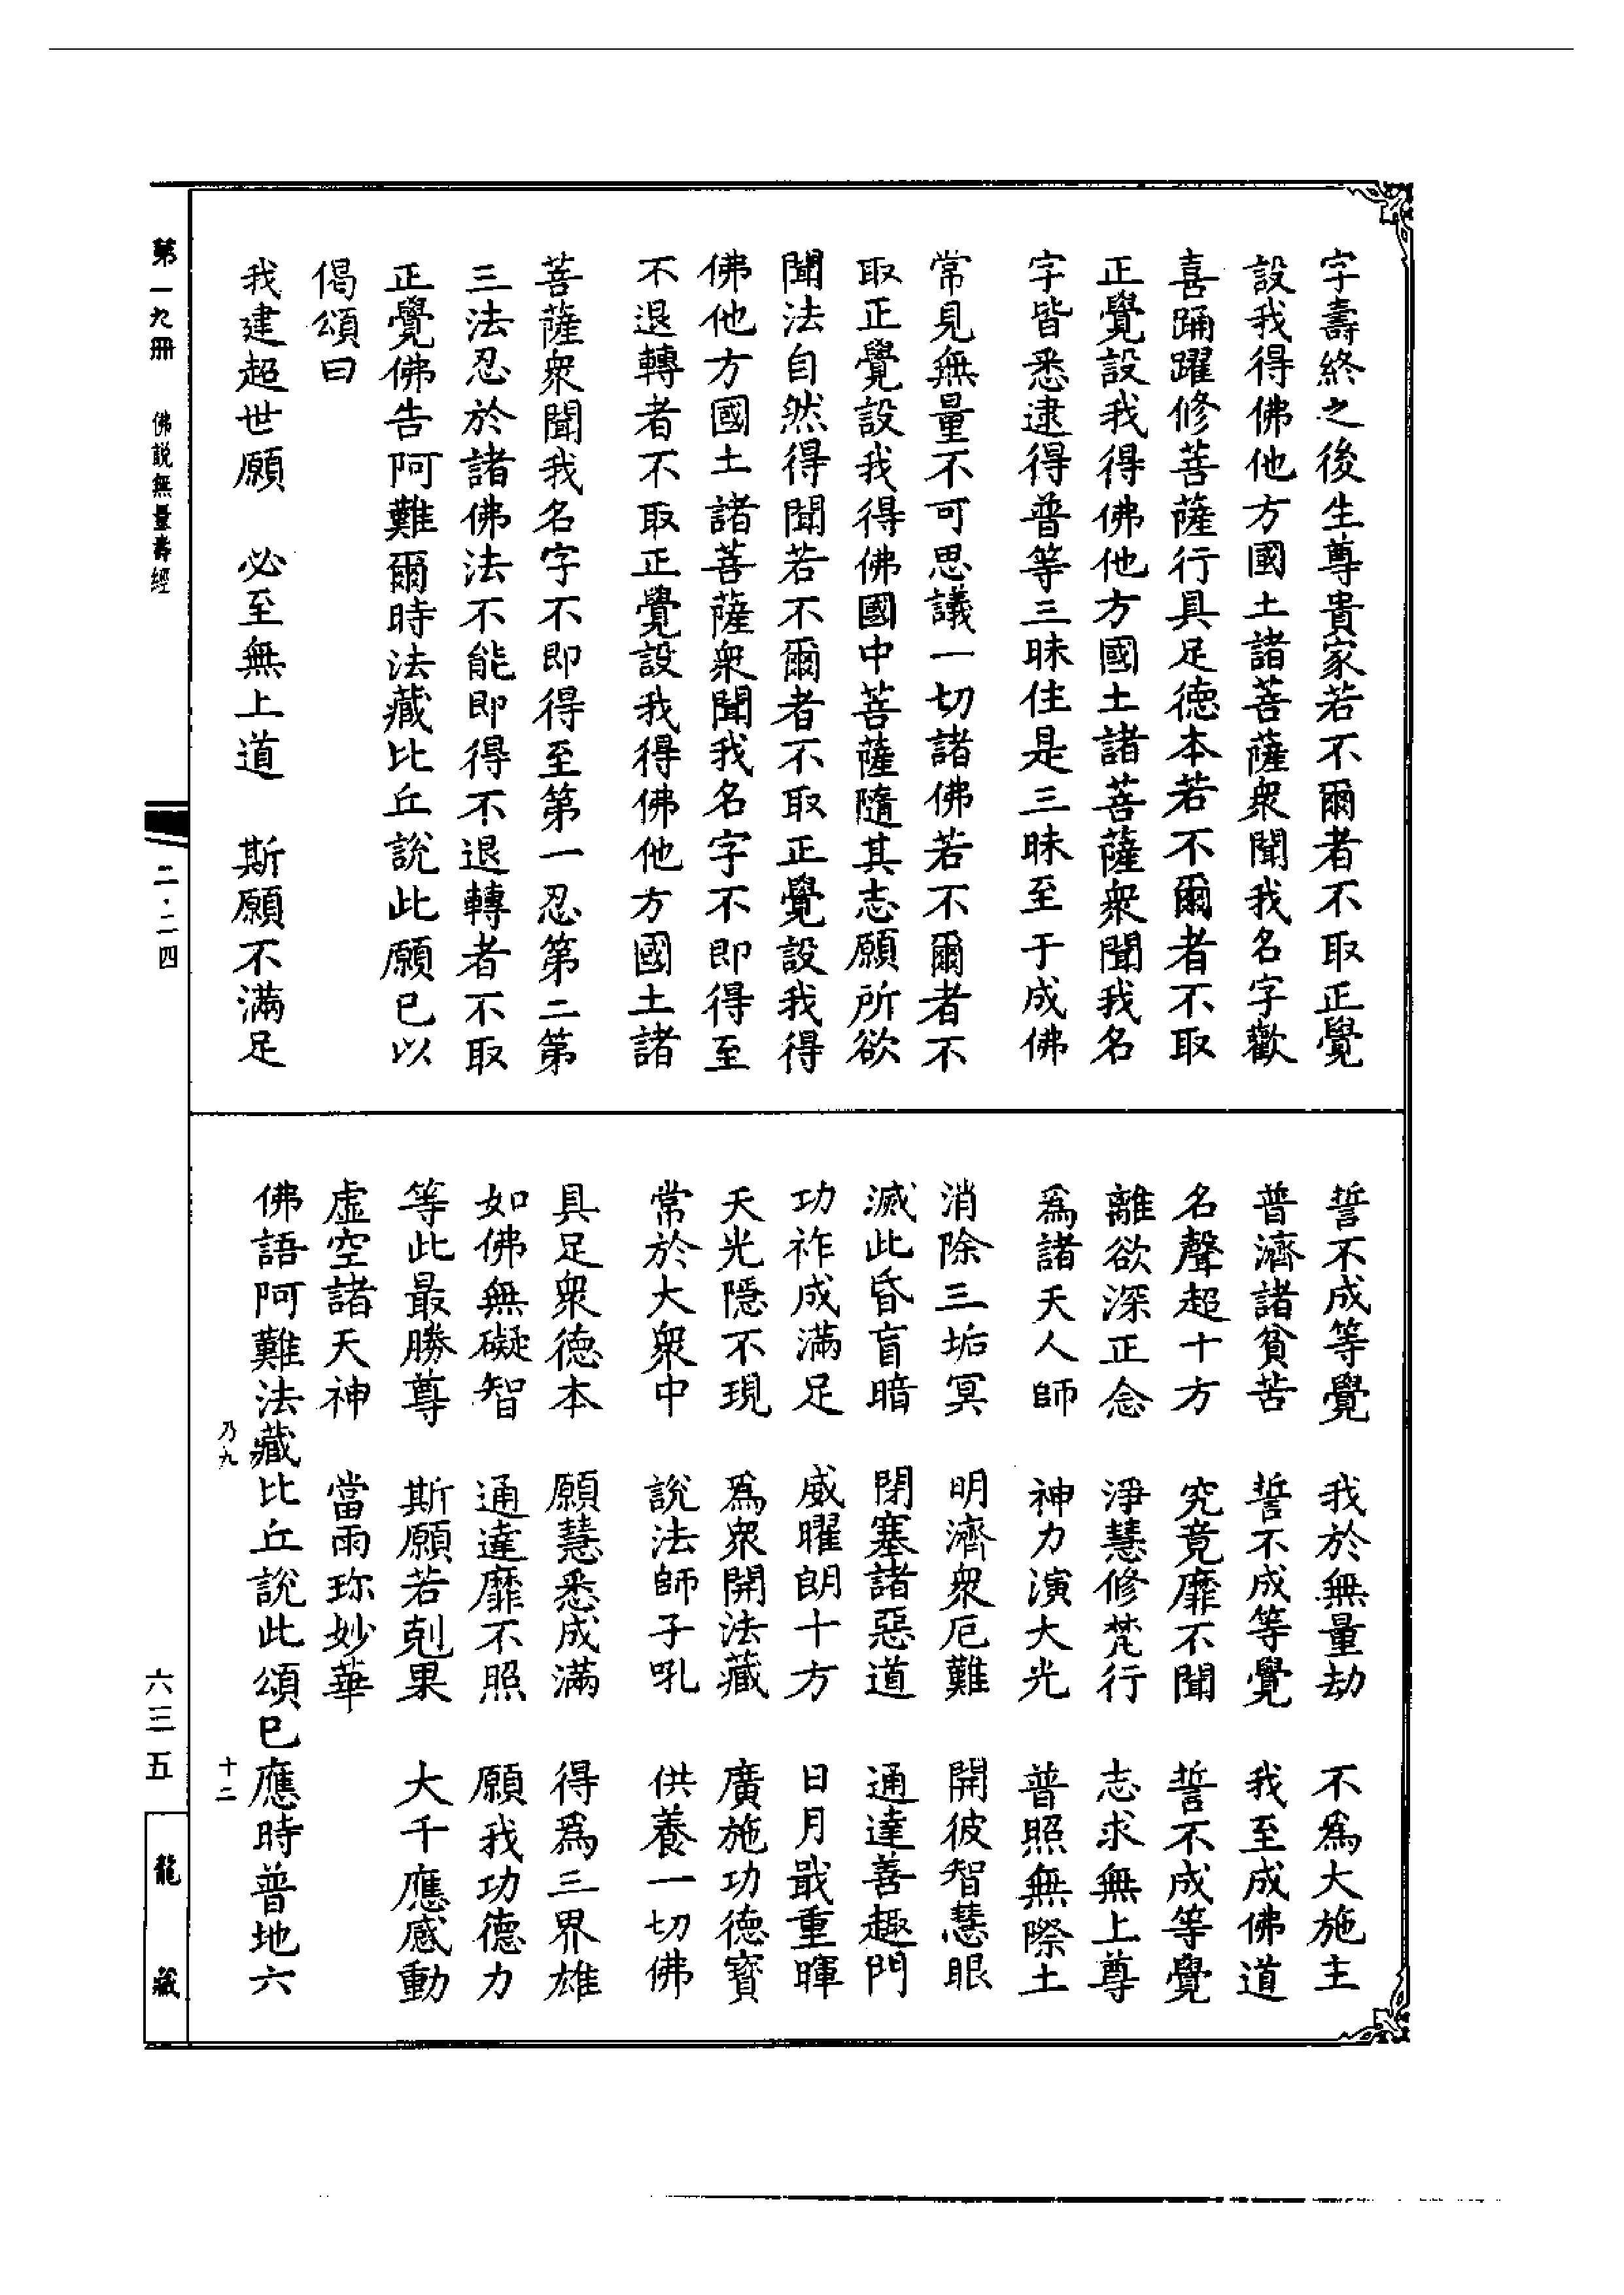 字壽終之後生尊貴家若不爾者不取正覺
設我得佛他方國土諸菩薩衆聞我名字歡
喜踊躍修菩薩行具足德本若不爾者不取
正覺設我得佛他方國土諸菩薩衆聞我名
字皆悉逮得普等三昧住是三昧至于成佛
常見無量不可思議一切諸佛若不爾者不
取正覺設我得佛國中菩薩隨其志願所欲
聞法自然得聞若不爾者不取正覺設我得
佛他方國土諸菩薩衆聞我名字不即得至
不退轉者不取正覺設我得佛他方國土諸
菩薩衆聞我名字不即得至第一忍第二第
三法忍於諸佛法不能即得不退轉者不取
正覺佛告阿難爾時法藏比丘說此願已以
偈頌曰
我建超世願　必至無上道　斯願不滿足
誓不成等覺　我於無量劫　不爲大施主
普濟諸貧苦　誓不成等覺　我至成佛道
名聲超十方　究竟靡不聞　誓不成等覺
離欲深正念　淨慧修梵行　志求無上尊
爲諸天人師　神力演大光　普照無際土
消除三垢冥　明濟衆厄難　開彼智慧眼
滅此昏盲暗　閉塞諸惡道　通達善趣門
功祚成滿足　威曜朗十方　日月戢重暉
天光隱不現　爲衆開法藏　廣施功德寳
常於大衆中　說法師子吼　供養一切佛
具足衆德本　願慧悉成滿　得爲三界雄
如佛無礙智　通達靡不照　願我功德力
等此最勝尊　斯願若剋果　大千應感動
虛空諸天神　當雨珎妙華
佛語阿難法藏比丘說此頌已應時普地六
乃九　十二
第一九冊　佛説無量壽經
二·二四
六三五
龍藏